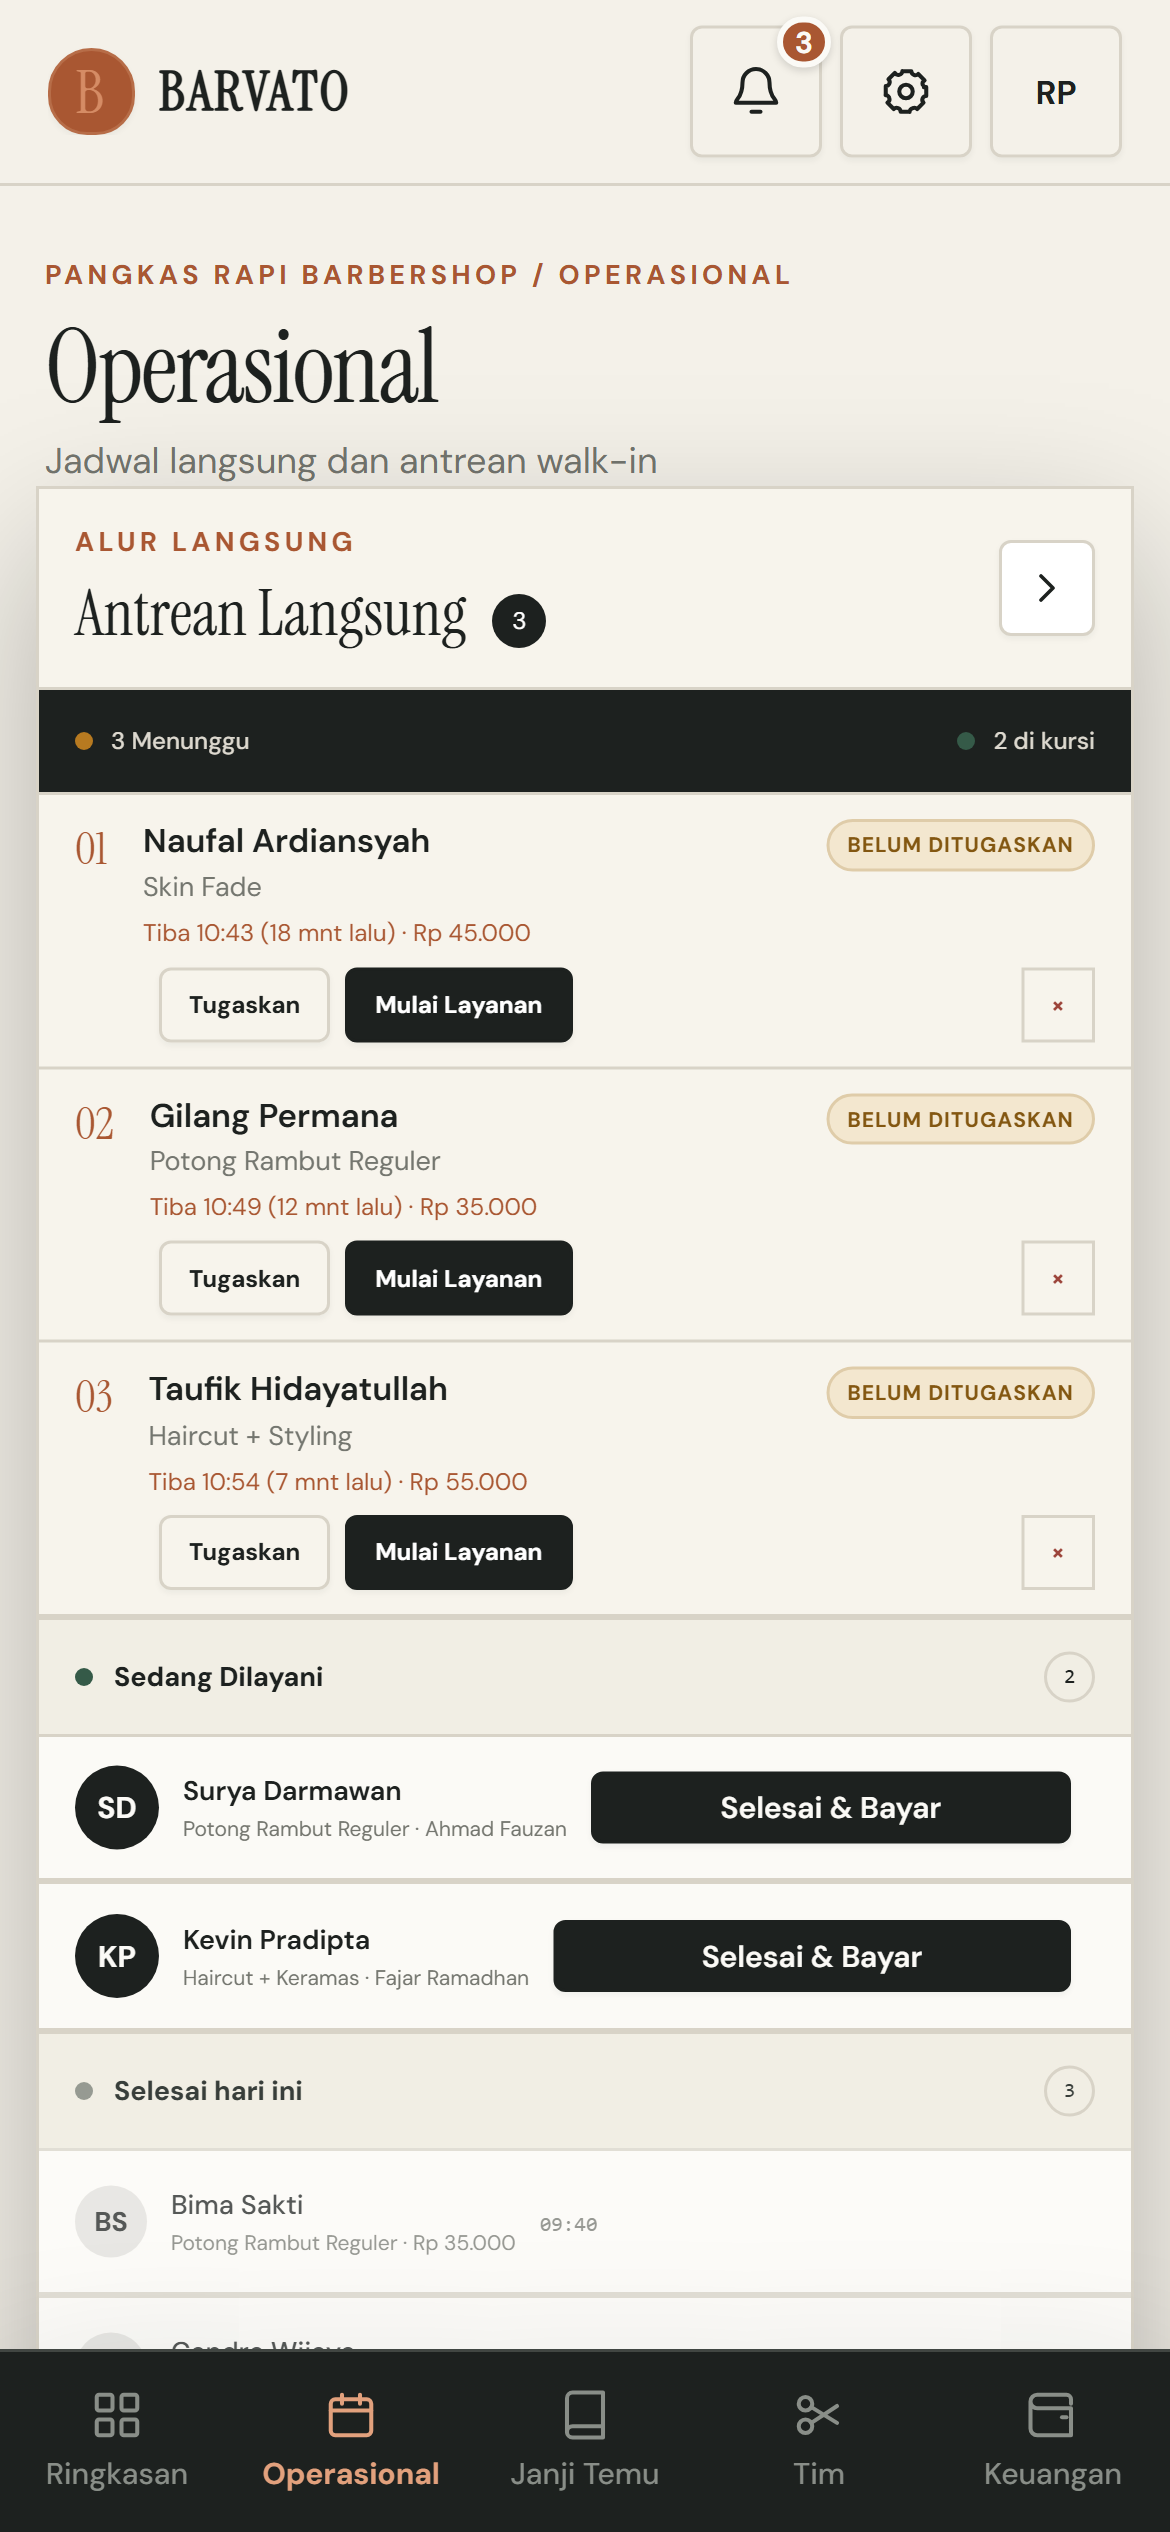 B BARVATO
3
RP
PANGKAS RAPI BARBERSHOP / OPERASIONAL
Operasional
Jadwal langsung dan antrean walk-in
ALUR LANGSUNG
Antrean Langsung 3
3 Menunggu
2 di kursi
01 Naufal Ardiansyah
BELUM DITUGASKAN
Skin Fade
Tiba 10:43 (18 mnt lalu) · Rp 45.000
Tugaskan
Mulai Layanan
×
02 Gilang Permana
BELUM DITUGASKAN
Potong Rambut Reguler
Tiba 10:49 (12 mnt lalu) · Rp 35.000
Tugaskan
Mulai Layanan
×
03 Taufik Hidayatullah
BELUM DITUGASKAN
Haircut + Styling
Tiba 10:54 (7 mnt lalu) · Rp 55.000
Tugaskan
Mulai Layanan
×
Sedang Dilayani
2
SD
Surya Darmawan
Potong Rambut Reguler · Ahmad Fauzan
Selesai & Bayar
KP
Kevin Pradipta
Haircut + Keramas · Fajar Ramadhan
Selesai & Bayar
Selesai hari ini
3
BS
Bima Sakti
Potong Rambut Reguler · Rp 35.000
09:40
Ringkasan
Operasional
Janji Temu
Tim
Keuangan